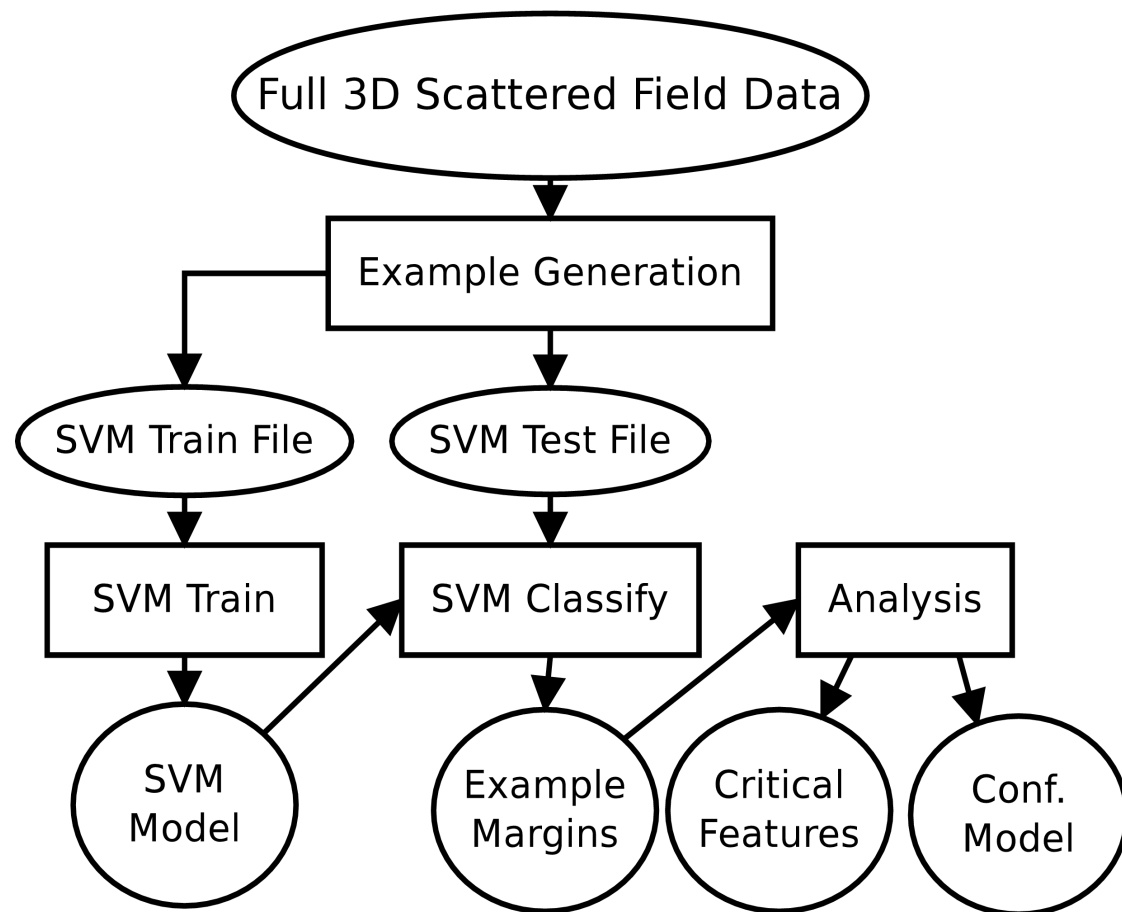 Full 3D Scattered Field Data
Example Generation
SVM Train File
SVM Test File
SVM Train
SVM Classify
Analysis
SVM
Model
Example
Margins
Critical
Features
Conf.
Model